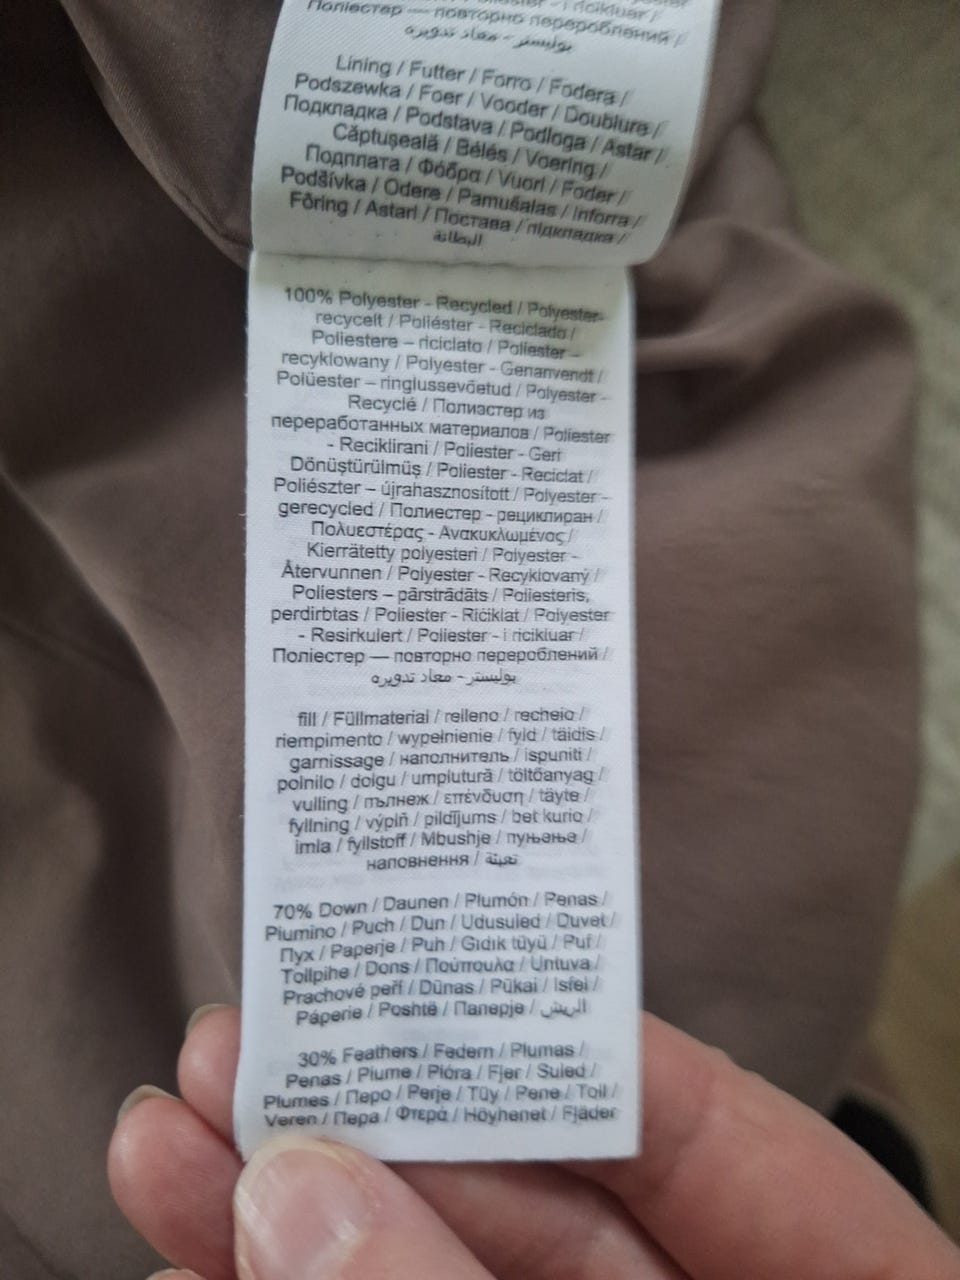 Поліестер — повторно перероблений /
بوليستر - معاد تدويره
Lining / Futter / Forro / Fodera /
Podszewka / Foer / Vooder / Doublure /
Подкладка / Podstava / Podloga / Astar /
Căptușeală / Bélés / Voering /
Подплата / Φόδρα / Vuori / Foder /
Podšívka / Odere / Pamušalas / Inforra /
Fôring / Astari / Постава / підкладка /
البطانة
100% Polyester - Recycled / Polyester-
recycelt / Poliéster - Reciclado /
Poliestere – riciclato / Poliester –
recyklowany / Polyester - Genanvendt /
Polüester – ringlussevõetud / Polyester -
Recyclé / Полиэстер из
переработанных материалов / Poliester
- Reciklirani / Poliester - Geri
Dönüştürülmüş / Poliester - Reciclat /
Poliészter – újrahasznosított / Polyester -
gerecycled / Полиестер - рециклиран /
Πολυεστέρας - Ανακυκλωμένος /
Kierrätetty polyesteri / Polyester -
Återvunnen / Polyester - Recyklovaný /
Poliesters – pārstrādāts / Poliesteris,
perdirbtas / Poliester - Riċiklat / Polyester
- Resirkulert / Poliester - i ricikluar /
Поліестер — повторно перероблений /
بوليستر - معاد تدويره
fill / Füllmaterial / relleno / recheio /
riempimento / wypełnienie / fyld / täidis /
garnissage / наполнитель / ispuniti /
polnilo / dolgu / umplutură / töltőanyag /
vulling / пълнеж / επένδυση / täyte /
fyllning / výplň / pildījums / bet kurio /
imla / fyllstoff / Mbushje / пуњење /
наповнення / تعبئة
70% Down / Daunen / Plumón / Penas /
Piumino / Puch / Dun / Udusuled / Duvet /
Пух / Paperje / Puh / Gıdık tüyü / Puf /
Tollpihe / Dons / Πούπουλα / Untuva /
Prachové peří / Dūnas / Pūkai / Isfel /
Páperie / Poshtë / Паперје / الريش
30% Feathers / Federn / Plumas /
Penas / Piume / Pióra / Fjer / Suled /
Plumes / Перо / Perje / Tüy / Pene / Toll /
Veren / Пера / Φτερά / Höyhenet / Fjäder